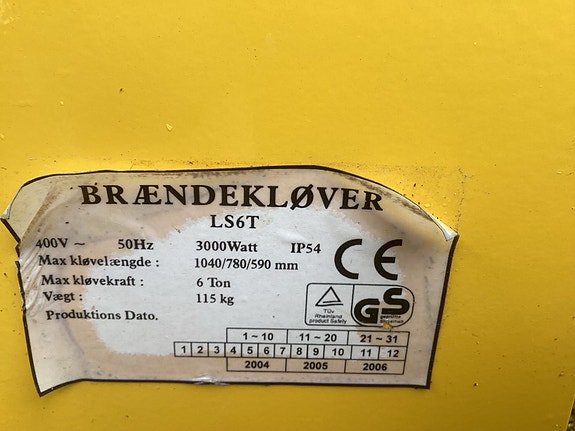 BRÆNDEKLØVER
LS6T
400V ~ 50Hz 3000Watt IP54
Max kløvelængde : 1040/780/590 mm
Max kløvekraft : 6 Ton
Vægt : 115 kg
Produktions Dato.
CE
TÜV
Rheinland
product Safety
GS
geprüfte
Sicherheit
1 ~ 10 11 ~ 20 21 ~ 31
1 2 3 4 5 6 7 8 9 10 11 12
2004 2005 2006